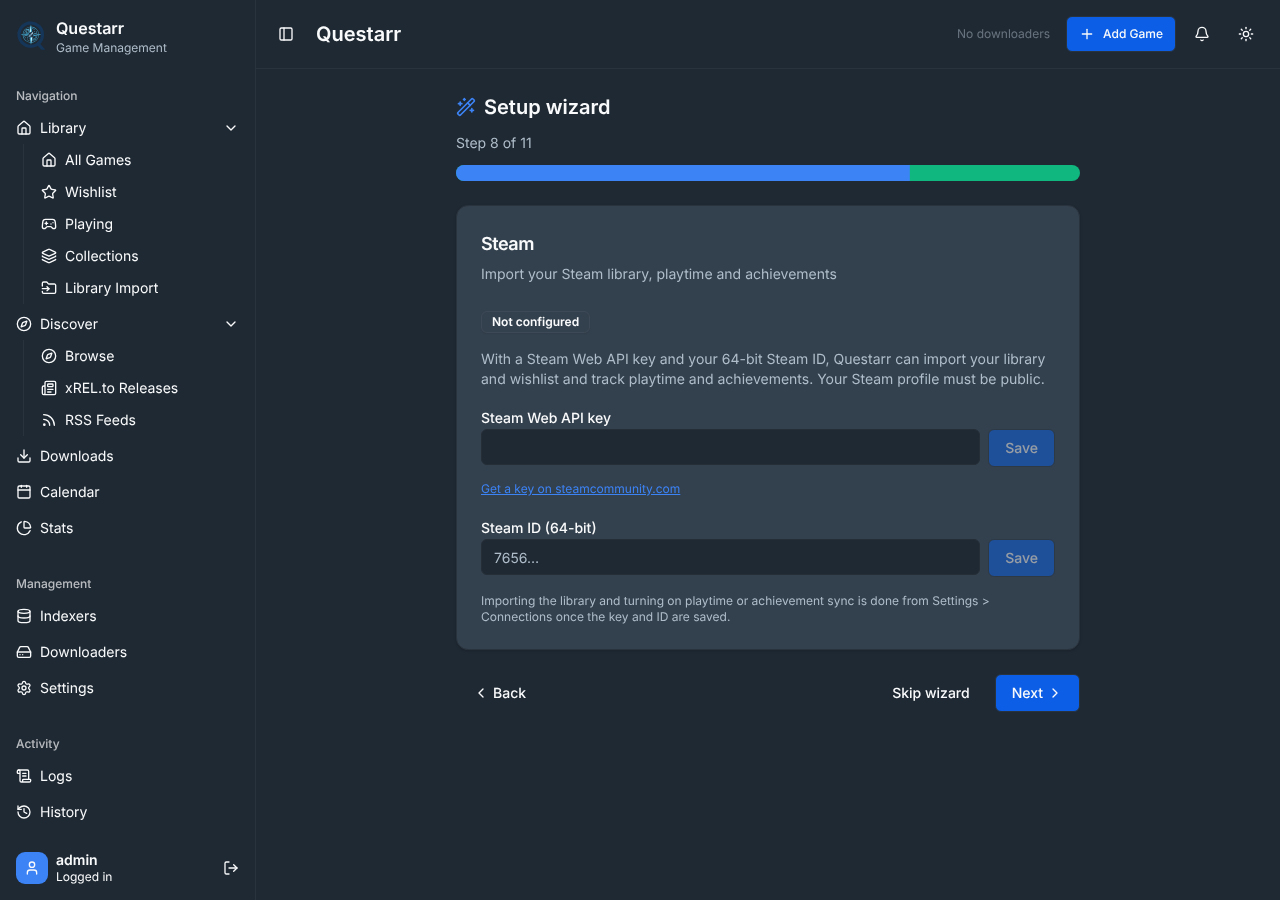 Questarr
Game Management
Navigation
Library
All Games
Wishlist
Playing
Collections
Library Import
Discover
Browse
xREL.to Releases
RSS Feeds
Downloads
Calendar
Stats
Management
Indexers
Downloaders
Settings
Activity
Logs
History
admin
Logged in
Questarr
No downloaders
Add Game
Setup wizard
Step 8 of 11
Steam
Import your Steam library, playtime and achievements
Not configured
With a Steam Web API key and your 64-bit Steam ID, Questarr can import your library
and wishlist and track playtime and achievements. Your Steam profile must be public.
Steam Web API key
Save
Get a key on steamcommunity.com
Steam ID (64-bit)
7656...
Save
Importing the library and turning on playtime or achievement sync is done from Settings >
Connections once the key and ID are saved.
Back
Skip wizard
Next